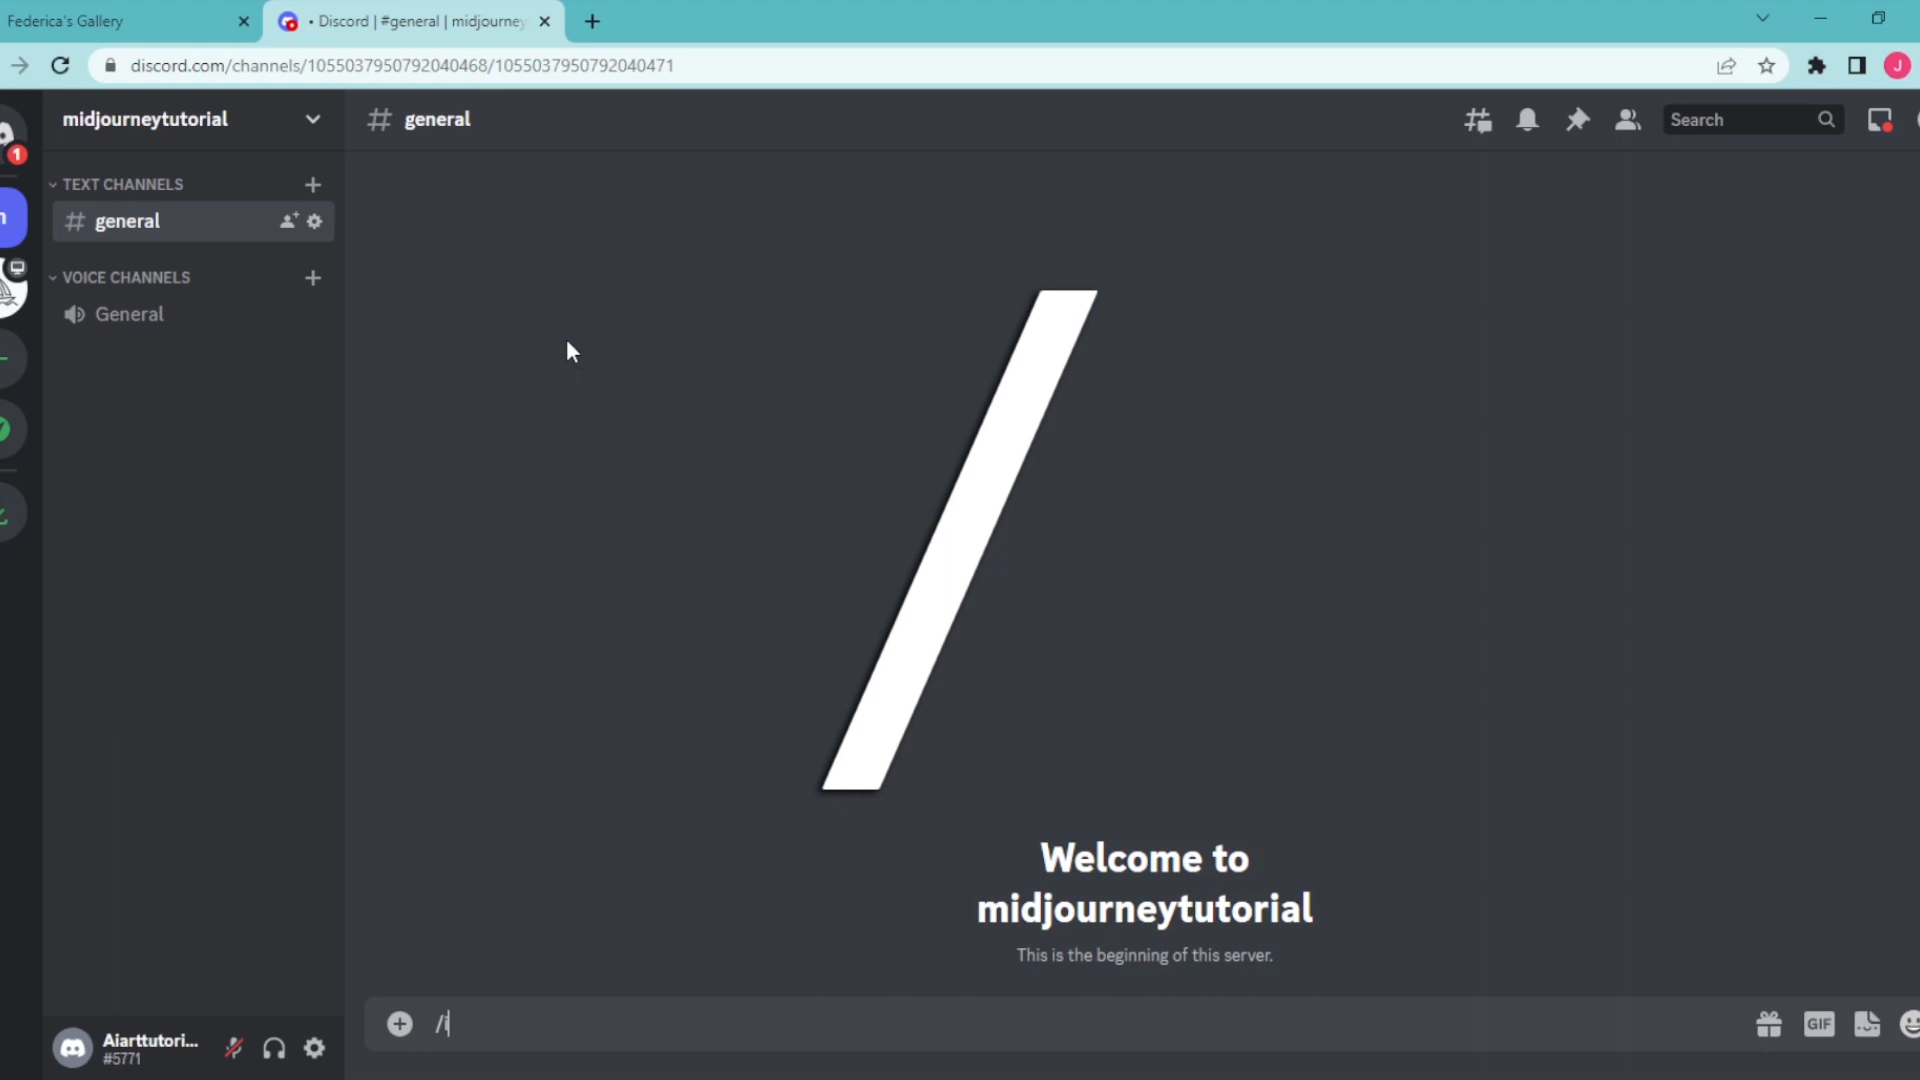 Federica's Gallery
• Discord | #general | midjourney
discord.com/channels/1055037950792040468/1055037950792040471
J
midjourneytutorial
# general
Search
1
TEXT CHANNELS
# general
VOICE CHANNELS
General
/
Welcome to
midjourneytutorial
This is the beginning of this server.
/i
GIF
Aiarttutori...
#5771